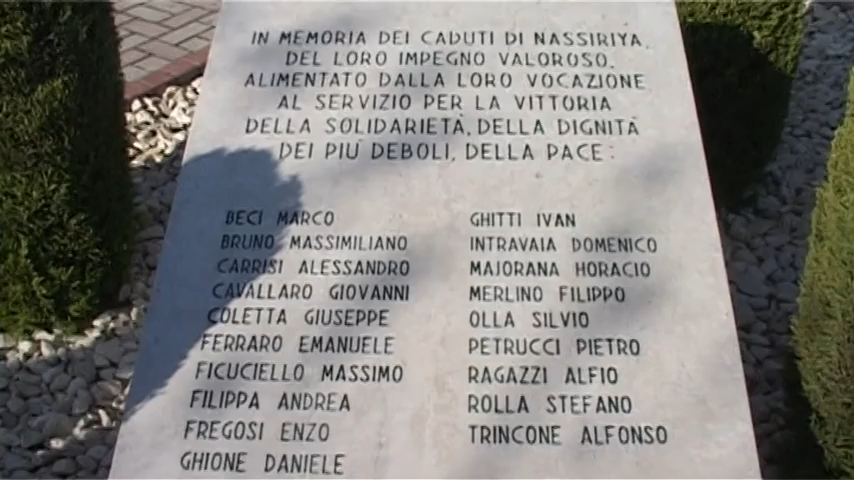 IN MEMORIA DEI CADUTI DI NASSIRIYA,
DEL LORO IMPEGNO VALOROSO,
ALIMENTATO DALLA LORO VOCAZIONE
AL SERVIZIO PER LA VITTORIA
DELLA SOLIDARIETÀ, DELLA DIGNITÀ
DEI PIÙ DEBOLI, DELLA PACE:
BECI MARCO
BRUNO MASSIMILIANO
CARRISI ALESSANDRO
CAVALLARO GIOVANNI
COLETTA GIUSEPPE
FERRARO EMANUELE
FICUCIELLO MASSIMO
FILIPPA ANDREA
FREGOSI ENZO
GHIONE DANIELE
GHITTI IVAN
INTRAVAIA DOMENICO
MAJORANA HORACIO
MERLINO FILIPPO
OLLA SILVIO
PETRUCCI PIETRO
RAGAZZI ALFIO
ROLLA STEFANO
TRINCONE ALFONSO